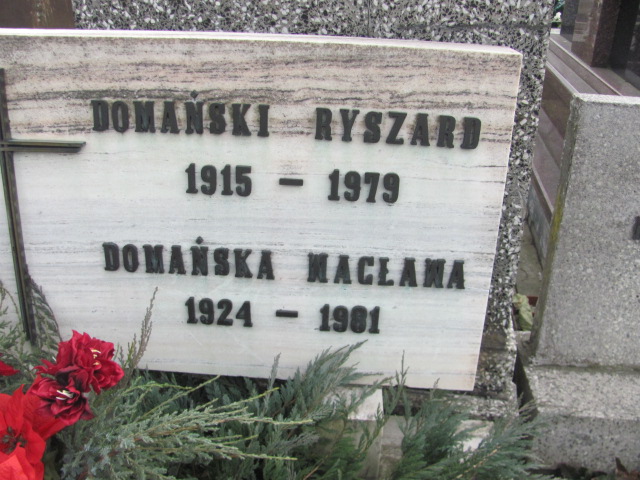 DOMAŃSKI RYSZARD
1915 – 1979
DOMAŃSKA WACŁAWA
1924 – 1981